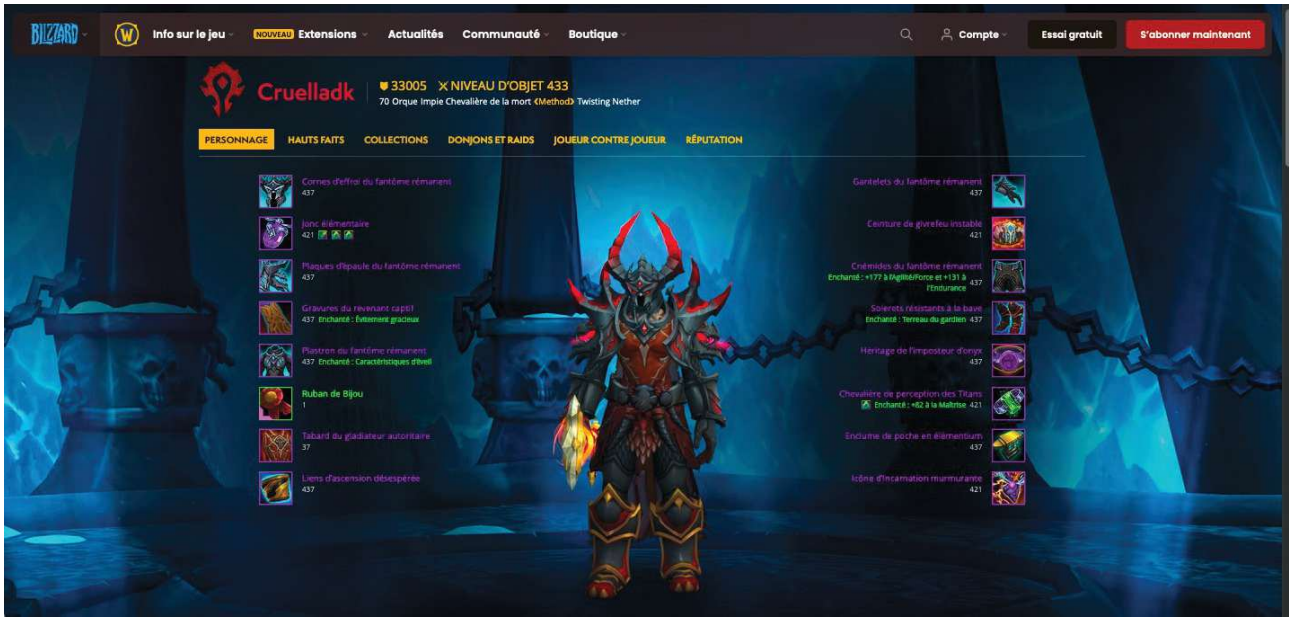 BLIZZARD
W
Info sur le jeu NOUVEAU Extensions Actualités Communauté Boutique Compte Essai gratuit S'abonner maintenant
Cruelladk
33005 NIVEAU D'OBJET 433
70 Orque Impie Chevalière de la mort <Method> Twisting Nether
PERSONNAGE HAUTS FAITS COLLECTIONS DONJONS ET RAIDS JOUEUR CONTRE JOUEUR RÉPUTATION
Cornes d'effroi du fantôme rémanent
437
Jonc élémentaire
421
Plaques d'épaule du fantôme rémanent
437
Gravures du revenant captif
437 Enchanté : Évitement gracieux
Plastron du fantôme rémanent
437 Enchanté : Caractéristiques d'éveil
Ruban de Bijou
1
Tabard du gladiateur autoritaire
37
Liens d'ascension désespérée
437
Gantelets du fantôme rémanent
437
Ceinture de givrefeu instable
421
Cnémides du fantôme rémanent
Enchanté : +177 à l'Agilité/Force et +131 à
l'Endurance 437
Solerets résistants à la bave
Enchanté : Terreau du gardien 437
Héritage de l'imposteur d'onyx
437
Chevalière de perception des Titans
Enchanté : +82 à la Maîtrise 421
Enclume de poche en élémentium
437
Icône d'incarnation murmurante
421